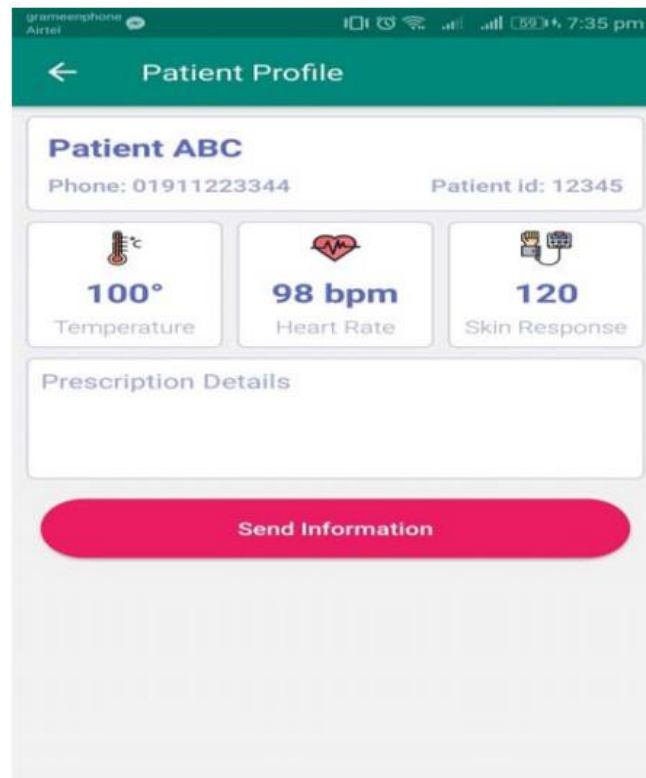 grameenphone
Airtel
59 7:35 pm
Patient Profile
Patient ABC
Phone: 01911223344 Patient id: 12345
°C
100° 98 bpm 120
Temperature Heart Rate Skin Response
Prescription Details
Send Information